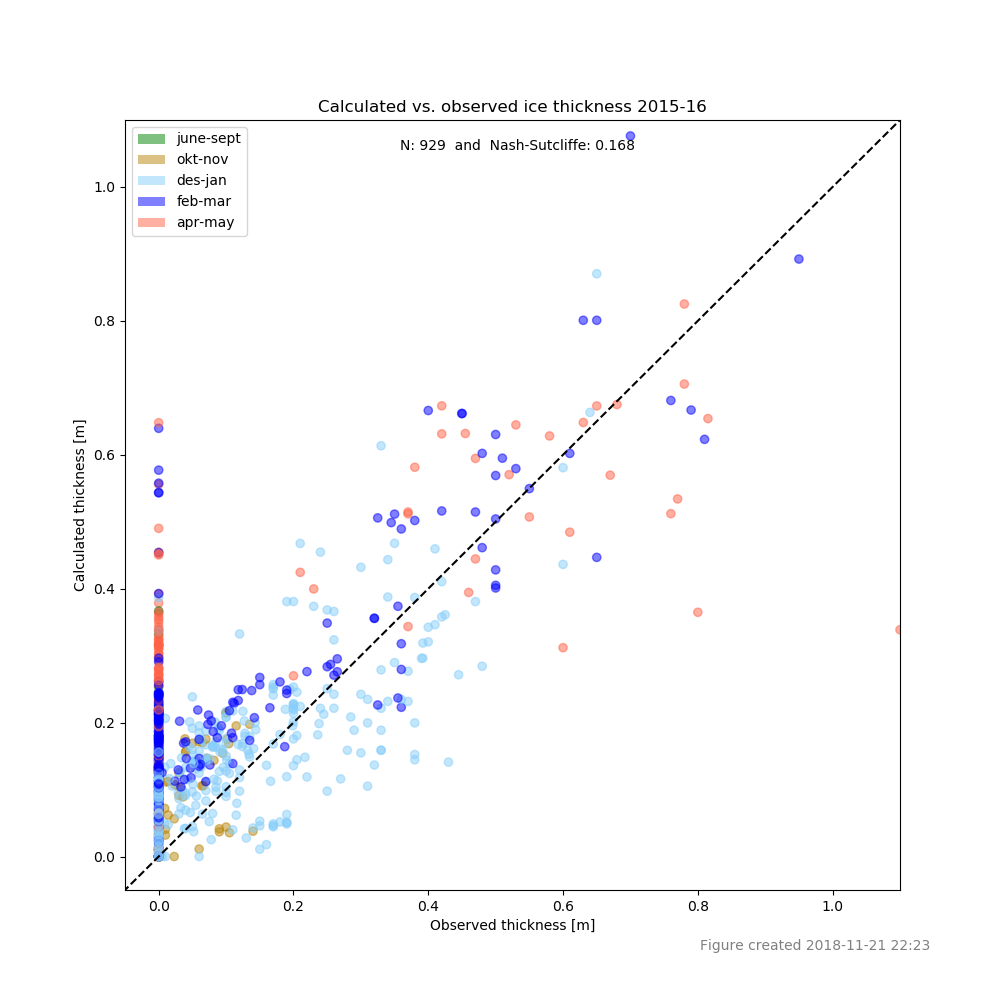 Calculated vs. observed ice thickness 2015-16
N: 929 and Nash-Sutcliffe: 0.168
june-sept
okt-nov
des-jan
feb-mar
apr-may
1.0
0.8
0.6
0.4
0.2
0.0
Calculated thickness [m]
0.0 0.2 0.4 0.6 0.8 1.0
Observed thickness [m]
Figure created 2018-11-21 22:23